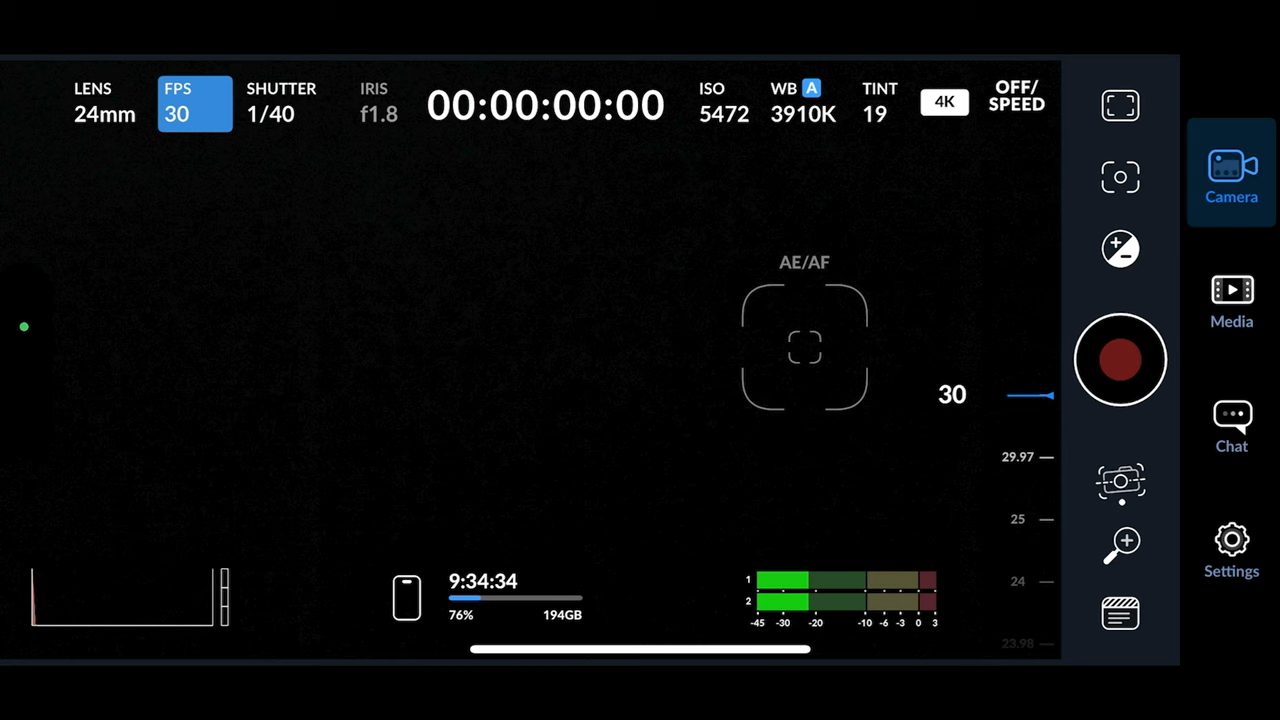 LENS
24mm
FPS
30
SHUTTER
1/40
IRIS
f1.8
00:00:00:00
ISO
5472
WB A
3910K
TINT
19
4K
OFF/
SPEED
Camera
AE/AF
Media
30
29.97
Chat
25
24
23.98
Settings
9:34:34
76% 194GB
1
2
-45 -30 -20 -10 -6 -3 0 3